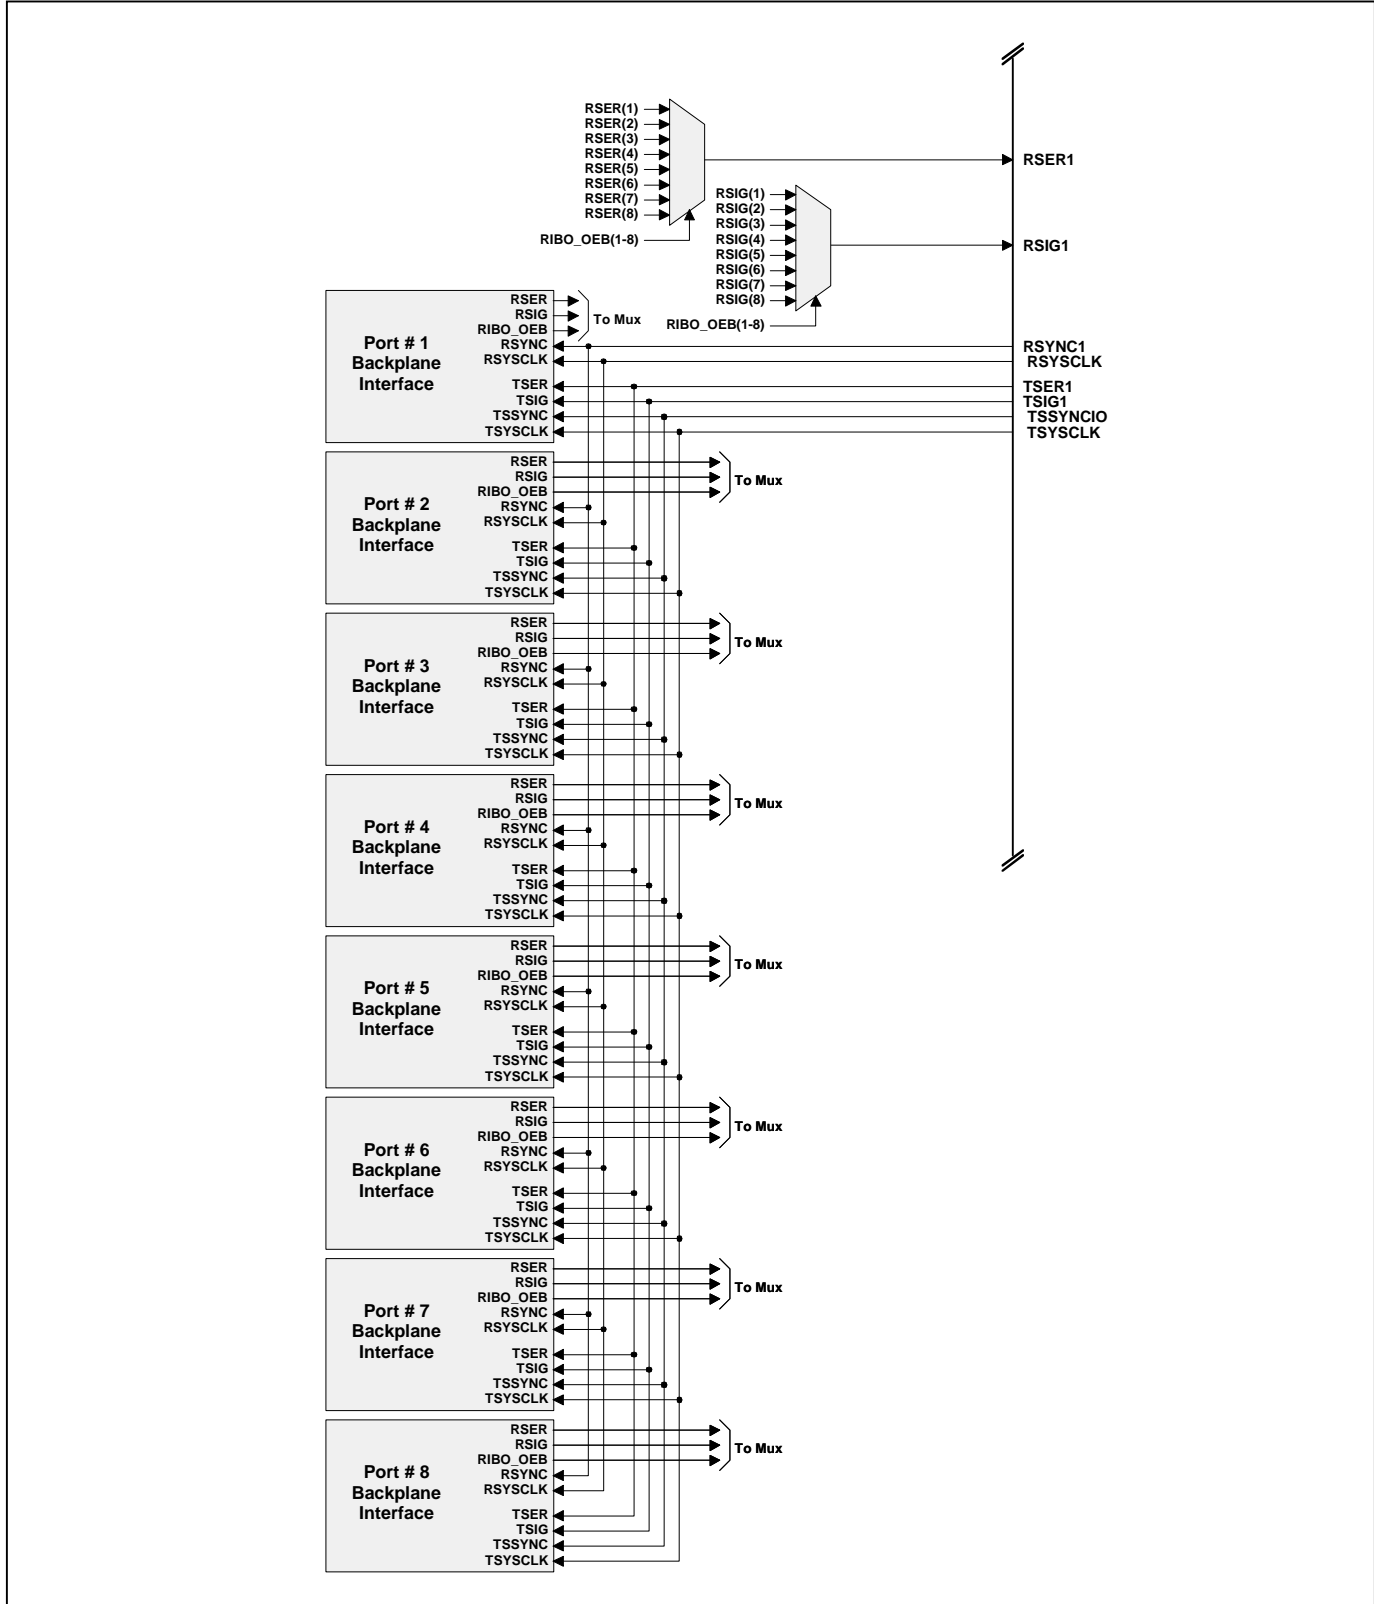 RSER(1)
RSER(2)
RSER(3)
RSER(4)
RSER(5)
RSER(6)
RSER(7)
RSER(8)
RIBO_OEB(1-8)
RSER1
RSIG(1)
RSIG(2)
RSIG(3)
RSIG(4)
RSIG(5)
RSIG(6)
RSIG(7)
RSIG(8)
RIBO_OEB(1-8)
RSIG1
Port # 1
Backplane
Interface
RSER
RSIG
RIBO_OEB
RSYNC
RSYSCLK
TSER
TSIG
TSSYNC
TSYSCLK
To Mux
RSYNC1
RSYSCLK
TSER1
TSIG1
TSSYNCIO
TSYSCLK
Port # 2
Backplane
Interface
RSER
RSIG
RIBO_OEB
RSYNC
RSYSCLK
TSER
TSIG
TSSYNC
TSYSCLK
To Mux
Port # 3
Backplane
Interface
RSER
RSIG
RIBO_OEB
RSYNC
RSYSCLK
TSER
TSIG
TSSYNC
TSYSCLK
To Mux
Port # 4
Backplane
Interface
RSER
RSIG
RIBO_OEB
RSYNC
RSYSCLK
TSER
TSIG
TSSYNC
TSYSCLK
To Mux
Port # 5
Backplane
Interface
RSER
RSIG
RIBO_OEB
RSYNC
RSYSCLK
TSER
TSIG
TSSYNC
TSYSCLK
To Mux
Port # 6
Backplane
Interface
RSER
RSIG
RIBO_OEB
RSYNC
RSYSCLK
TSER
TSIG
TSSYNC
TSYSCLK
To Mux
Port # 7
Backplane
Interface
RSER
RSIG
RIBO_OEB
RSYNC
RSYSCLK
TSER
TSIG
TSSYNC
TSYSCLK
To Mux
Port # 8
Backplane
Interface
RSER
RSIG
RIBO_OEB
RSYNC
RSYSCLK
TSER
TSIG
TSSYNC
TSYSCLK
To Mux